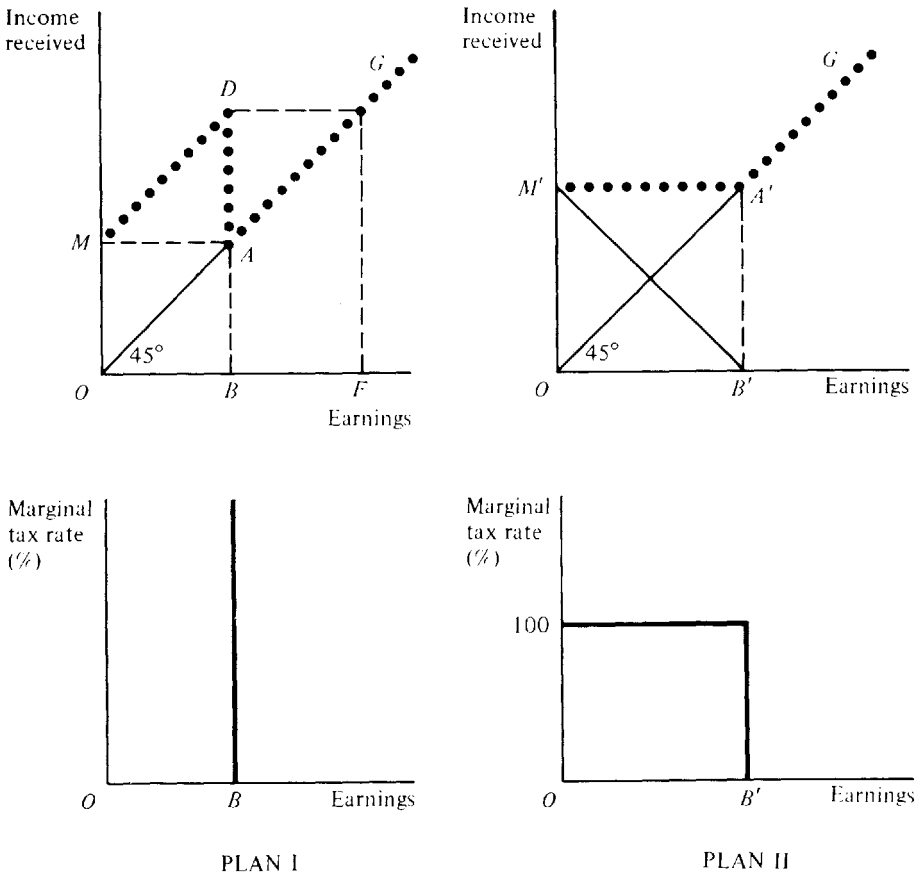 Income
received
D
G
M
A
45°
O
B
F
Earnings
Income
received
G
M'
A'
45°
O
B'
Earnings
Marginal
tax rate
(%)
O
B
Earnings
PLAN I
Marginal
tax rate
(%)
100
O
B'
Earnings
PLAN II